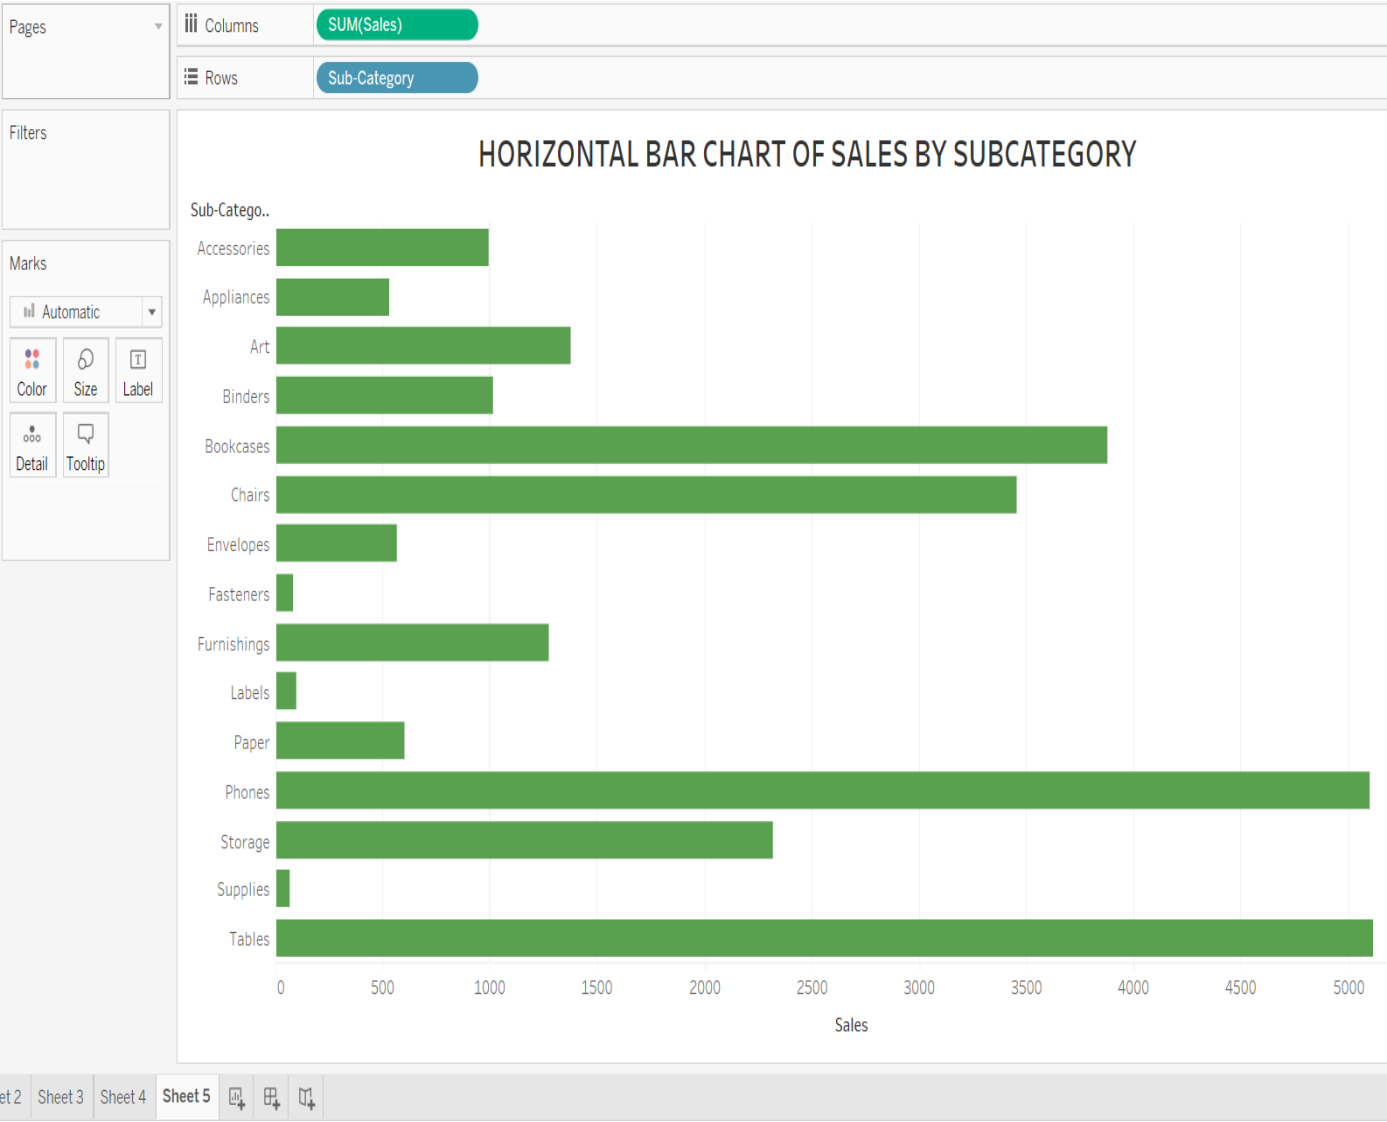 Pages
Columns SUM(Sales)
Rows Sub-Category
Filters
Marks
Automatic
Color Size Label
Detail Tooltip
HORIZONTAL BAR CHART OF SALES BY SUBCATEGORY
Sub-Catego..
Accessories
Appliances
Art
Binders
Bookcases
Chairs
Envelopes
Fasteners
Furnishings
Labels
Paper
Phones
Storage
Supplies
Tables
0 500 1000 1500 2000 2500 3000 3500 4000 4500 5000
Sales
et 2 Sheet 3 Sheet 4 Sheet 5